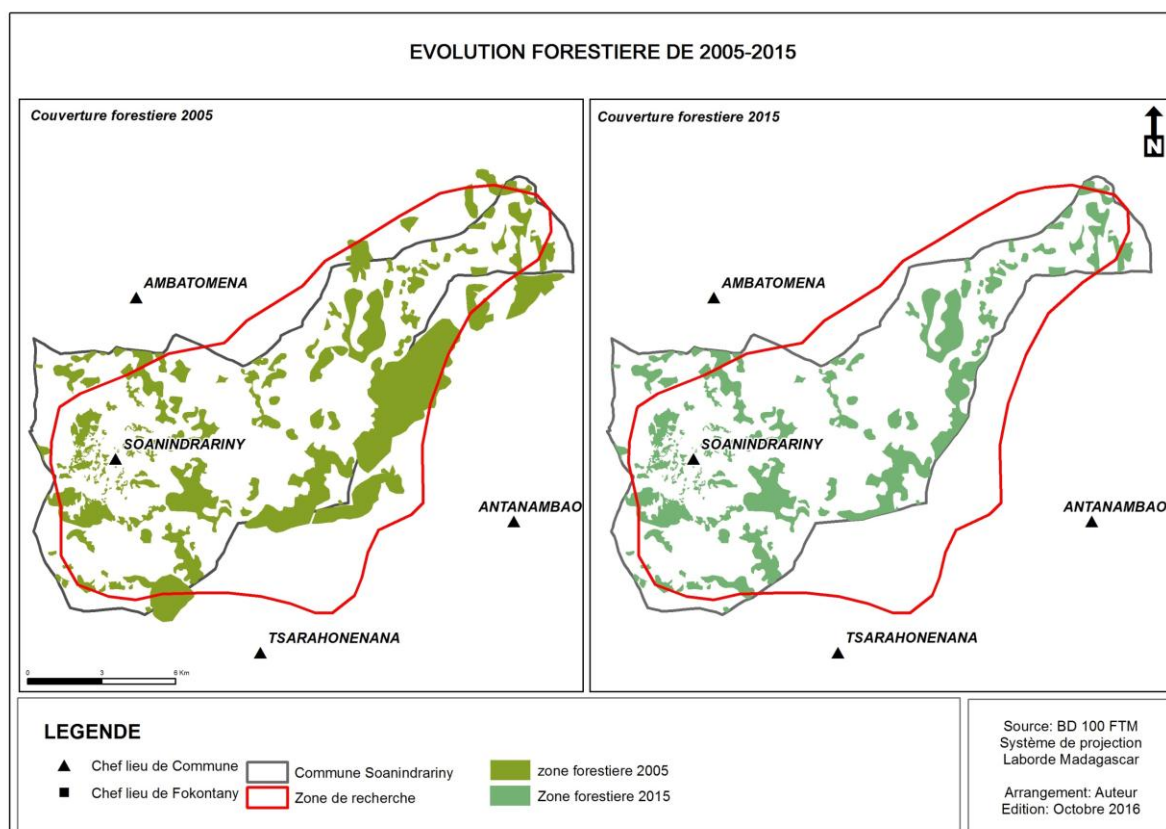 EVOLUTION FORESTIERE DE 2005-2015
Couverture forestiere 2005
AMBATOMENA
SOANINDRARINY
ANTANAMBAO
TSARAHONENANA
0 3 6 Km
Couverture forestiere 2015
N
AMBATOMENA
SOANINDRARINY
ANTANAMBAO
TSARAHONENANA
LEGENDE
Chef lieu de Commune
Chef lieu de Fokontany
Commune Soanindrariny
Zone de recherche
zone forestiere 2005
Zone forestiere 2015
Source: BD 100 FTM
Système de projection
Laborde Madagascar
Arrangement: Auteur
Edition: Octobre 2016